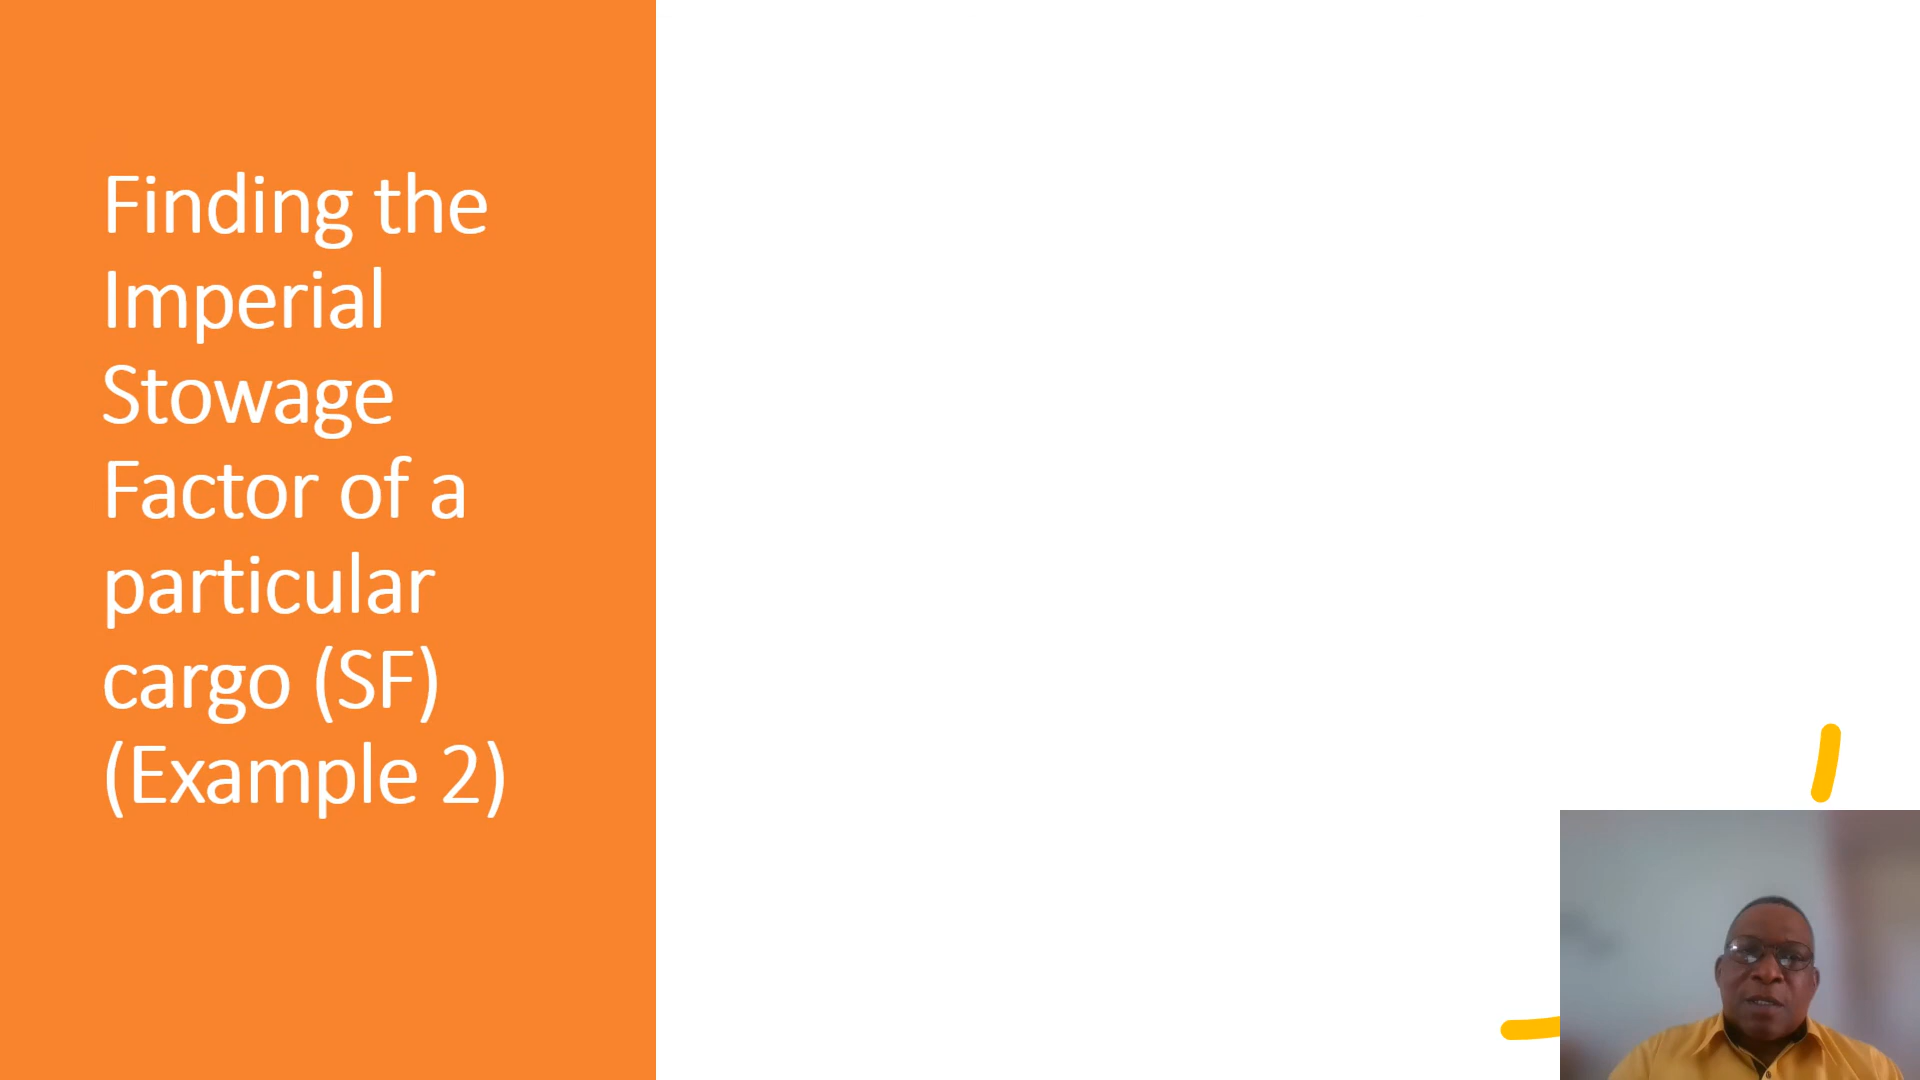 Finding the
Imperial
Stowage
Factor of a
particular
cargo (SF)
(Example 2)